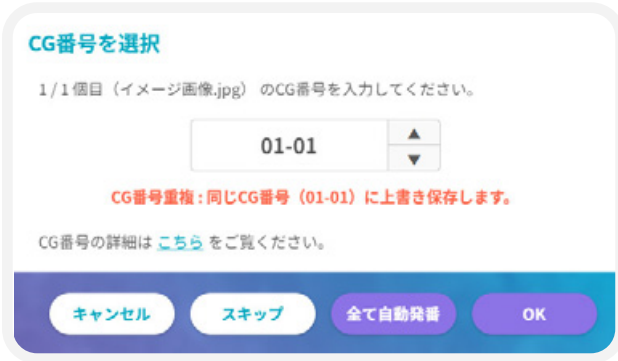 CG番号を選択
1/1個目（イメージ画像.jpg） のCG番号を入力してください。
01-01
CG番号重複 : 同じCG番号（01-01）に上書き保存します。
CG番号の詳細は こちら をご覧ください。
キャンセル スキップ 全て自動発番 OK